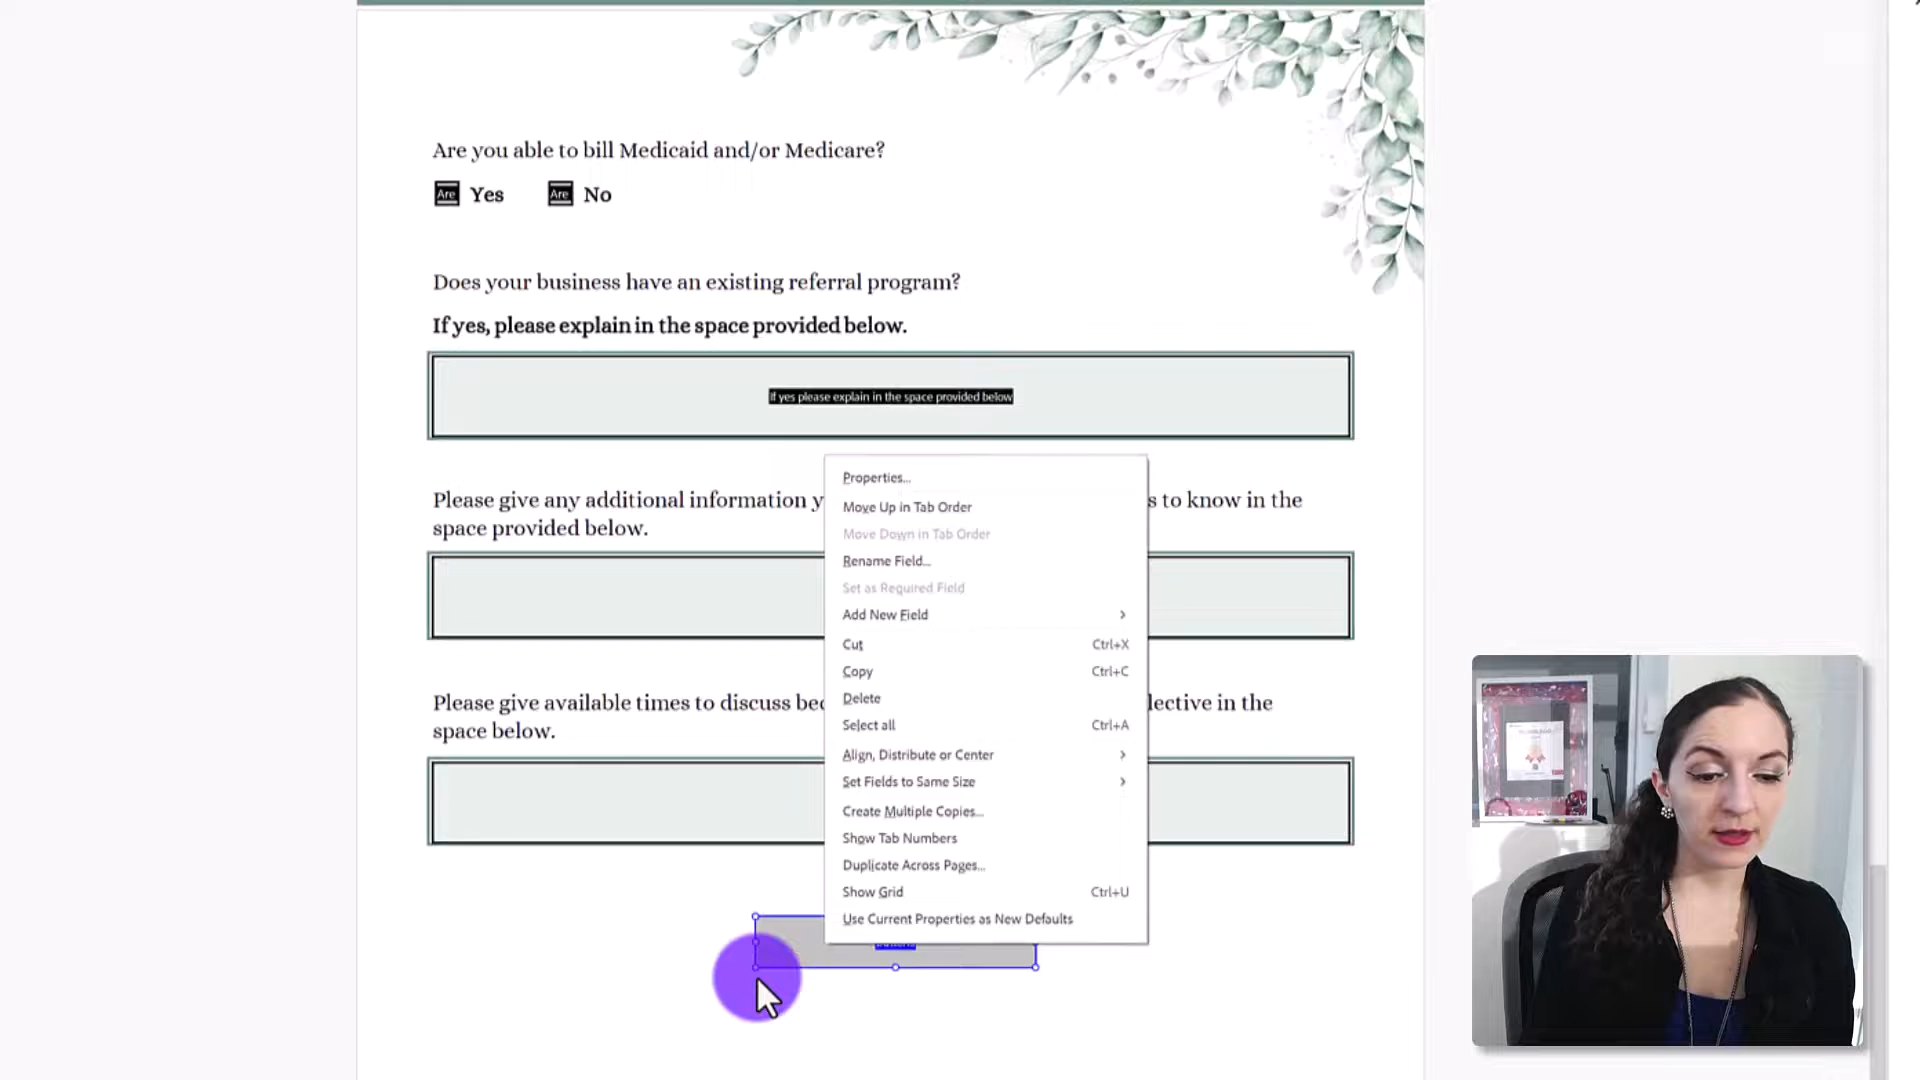 Are you able to bill Medicaid and/or Medicare?
Are Yes Are No
Does your business have an existing referral program?
If yes, please explain in the space provided below.
If yes please explain in the space provided below
Please give any additional information y
s to know in the
space provided below.
Please give available times to discuss bec
lective in the
space below.
Properties...
Move Up in Tab Order
Move Down in Tab Order
Rename Field...
Set as Required Field
Add New Field
Cut Ctrl+X
Copy Ctrl+C
Delete
Select all Ctrl+A
Align, Distribute or Center
Set Fields to Same Size
Create Multiple Copies...
Show Tab Numbers
Duplicate Across Pages...
Show Grid Ctrl+U
Use Current Properties as New Defaults